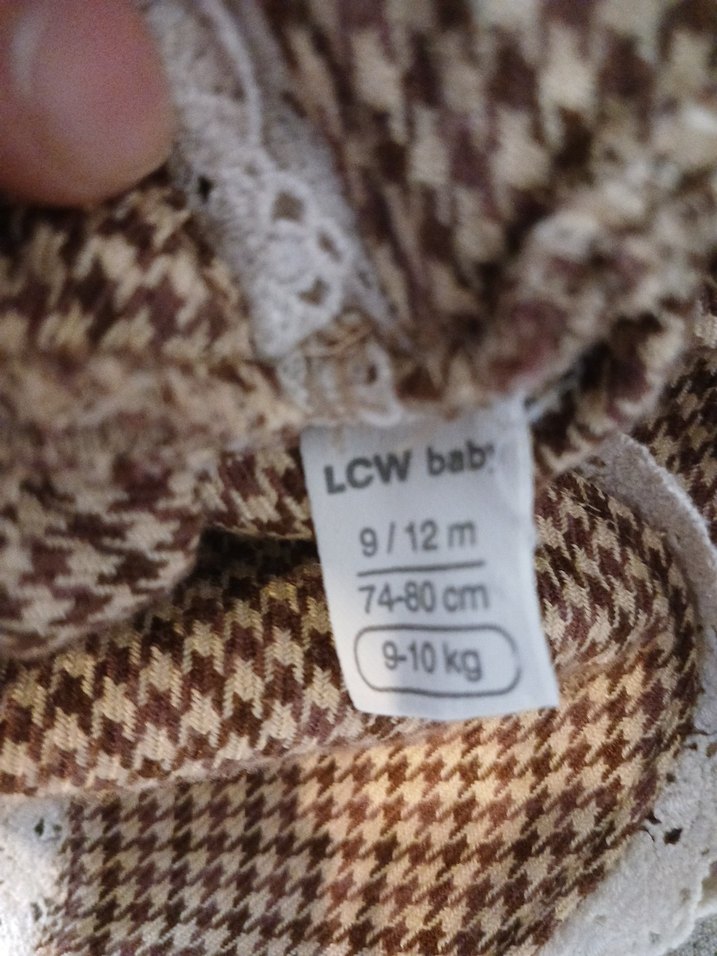 LCW baby
9 / 12 m
74-80 cm
9-10 kg